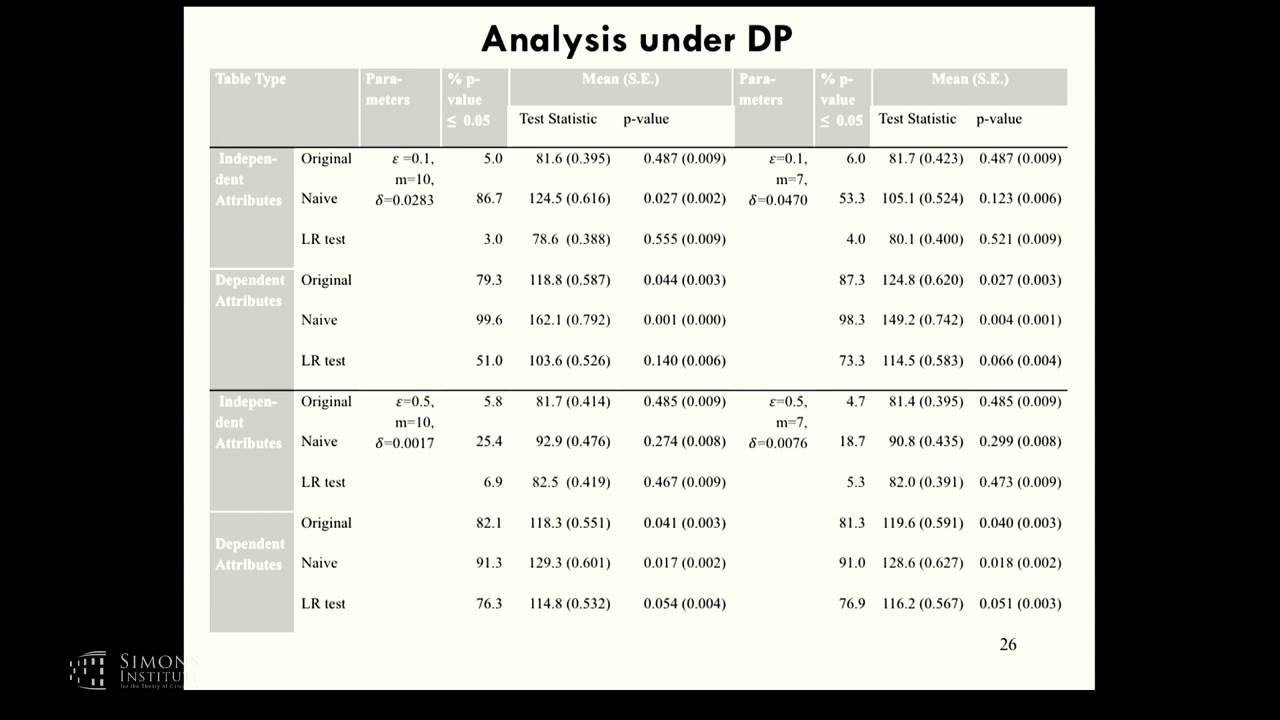 Analysis under DP
Table Type Para- % p- Mean (S.E.) Para- % p- Mean (S.E.)
meters value meters value
≤ 0.05 Test Statistic p-value ≤ 0.05 Test Statistic p-value
Indepen- Original ε =0.1, 5.0 81.6 (0.395) 0.487 (0.009) ε=0.1, 6.0 81.7 (0.423) 0.487 (0.009)
dent m=10, m=7,
Attributes Naive δ=0.0283 86.7 124.5 (0.616) 0.027 (0.002) δ=0.0470 53.3 105.1 (0.524) 0.123 (0.006)
LR test 3.0 78.6 (0.388) 0.555 (0.009) 4.0 80.1 (0.400) 0.521 (0.009)
Dependent Original 79.3 118.8 (0.587) 0.044 (0.003) 87.3 124.8 (0.620) 0.027 (0.003)
Attributes
Naive 99.6 162.1 (0.792) 0.001 (0.000) 98.3 149.2 (0.742) 0.004 (0.001)
LR test 51.0 103.6 (0.526) 0.140 (0.006) 73.3 114.5 (0.583) 0.066 (0.004)
Indepen- Original ε=0.5, 5.8 81.7 (0.414) 0.485 (0.009) ε=0.5, 4.7 81.4 (0.395) 0.485 (0.009)
dent m=10, m=7,
Attributes Naive δ=0.0017 25.4 92.9 (0.476) 0.274 (0.008) δ=0.0076 18.7 90.8 (0.435) 0.299 (0.008)
LR test 6.9 82.5 (0.419) 0.467 (0.009) 5.3 82.0 (0.391) 0.473 (0.009)
Original 82.1 118.3 (0.551) 0.041 (0.003) 81.3 119.6 (0.591) 0.040 (0.003)
Dependent
Attributes Naive 91.3 129.3 (0.601) 0.017 (0.002) 91.0 128.6 (0.627) 0.018 (0.002)
LR test 76.3 114.8 (0.532) 0.054 (0.004) 76.9 116.2 (0.567) 0.051 (0.003)
26
SIMONS
INSTITUTE
for the Theory of